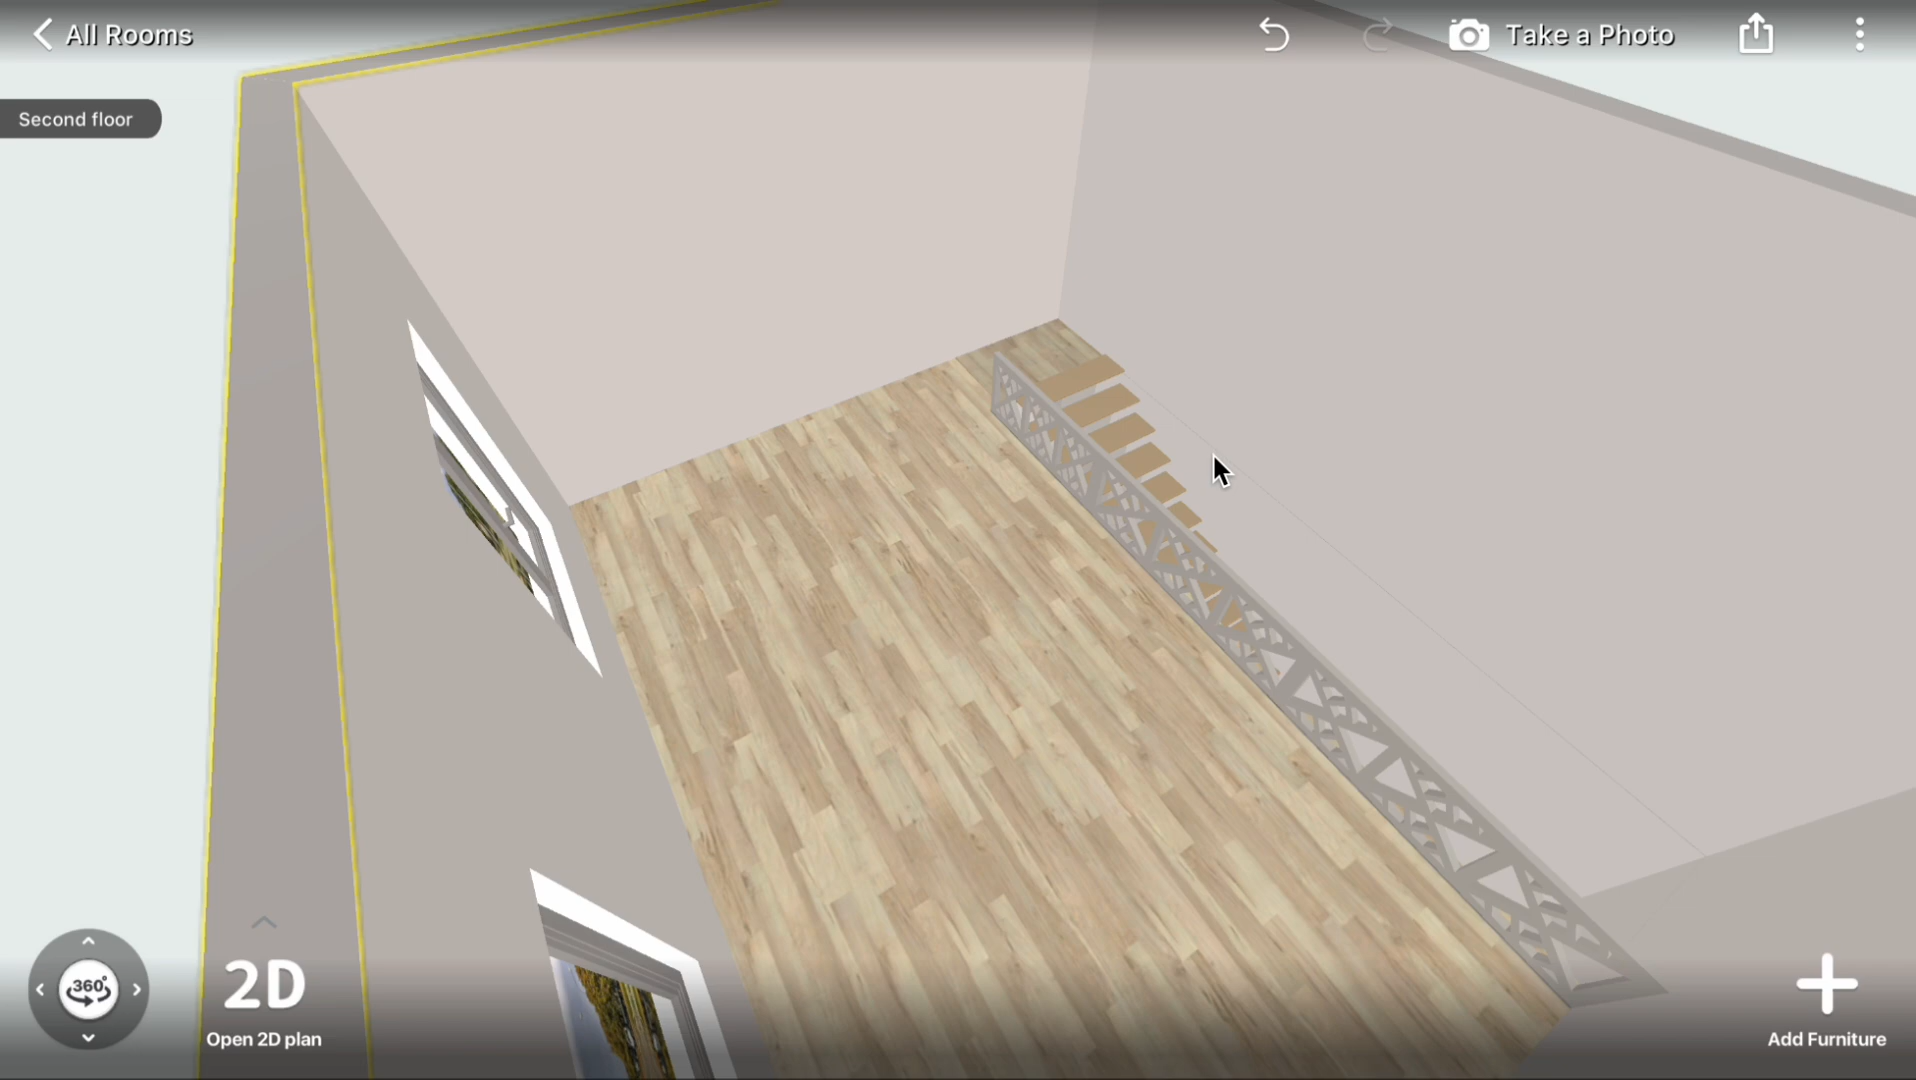 All Rooms
Take a Photo
Second floor
360°
2D
Open 2D plan
Add Furniture